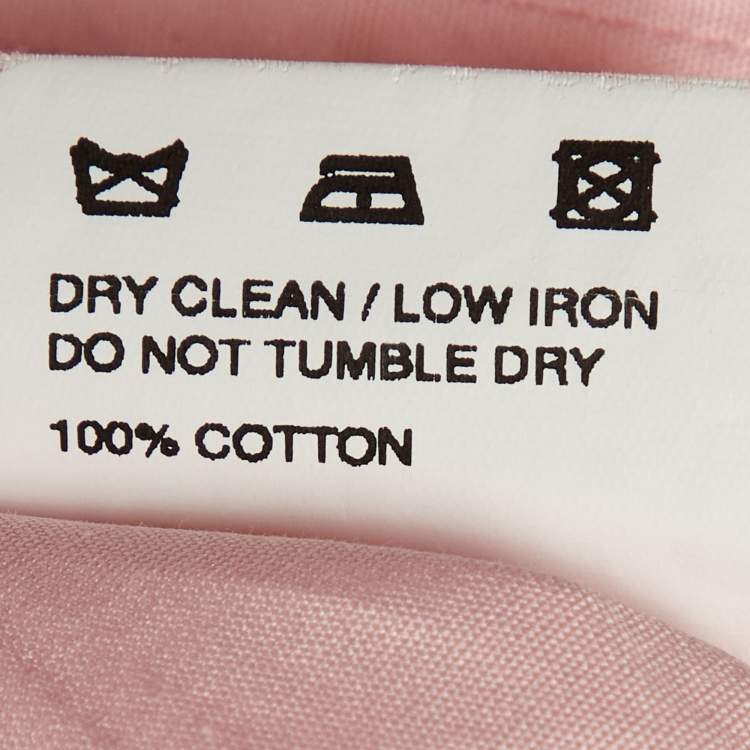 DRY CLEAN / LOW IRON
DO NOT TUMBLE DRY
100% COTTON